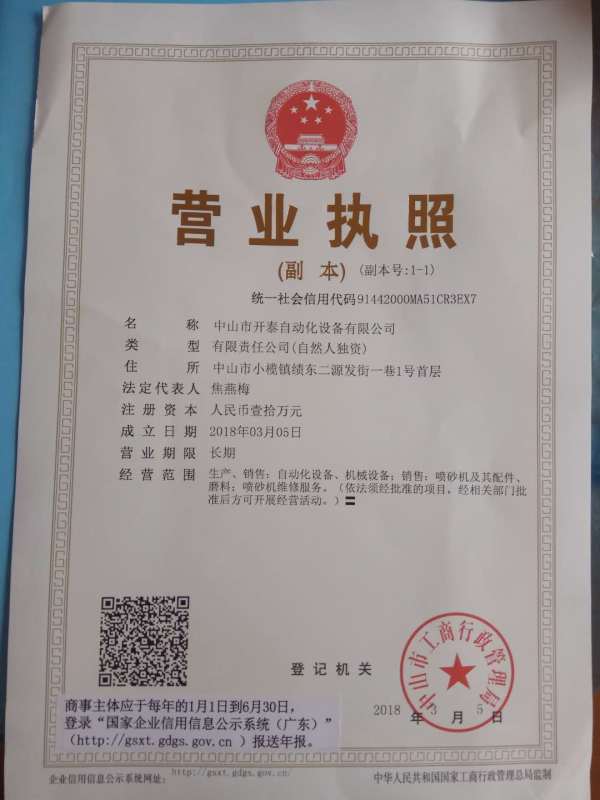 营业执照
(副 本) (副本号:1-1)
统一社会信用代码91442000MA51CR3EX7
名 称 中山市开泰自动化设备有限公司
类 型 有限责任公司(自然人独资)
住 所 中山市小榄镇绩东二源发街一巷1号首层
法定代表人 焦燕梅
注册资本 人民币壹拾万元
成立日期 2018年03月05日
营业期限 长期
经营范围 生产、销售：自动化设备、机械设备；销售：喷砂机及其配件、
磨料；喷砂机维修服务。（依法须经批准的项目，经相关部门批
准后方可开展经营活动。）〓
登记机关
中山市工商行政管理局
2018 年 3 月 5 日
商事主体应于每年的1月1日到6月30日，
登录“国家企业信用信息公示系统（广东）”
（http://gsxt.gdgs.gov.cn ）报送年报。
企业信用信息公示系统网址： http://gsxt.gdgs.gov.cn/ 中华人民共和国国家工商行政管理总局监制